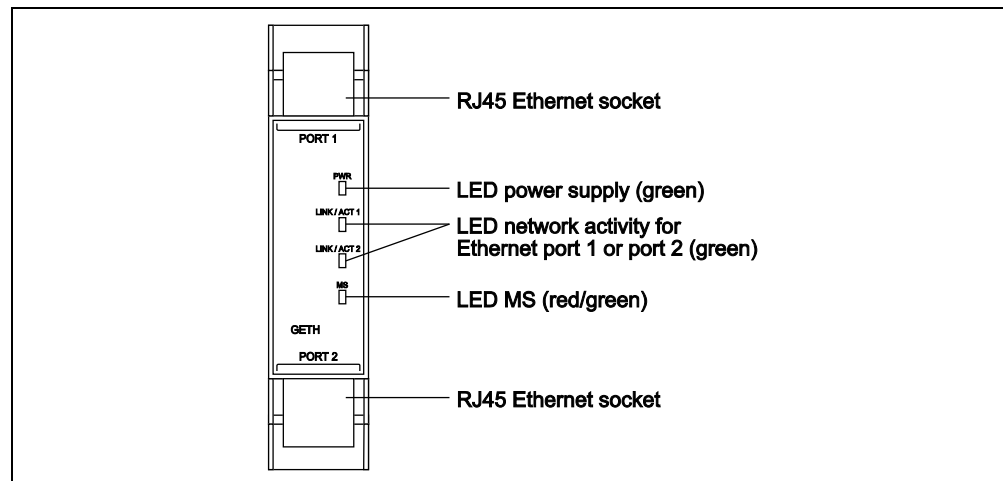 RJ45 Ethernet socket
PORT 1
PWR
LED power supply (green)
LINK / ACT 1
LED network activity for
Ethernet port 1 or port 2 (green)
LINK / ACT 2
MS
LED MS (red/green)
GETH
PORT 2
RJ45 Ethernet socket